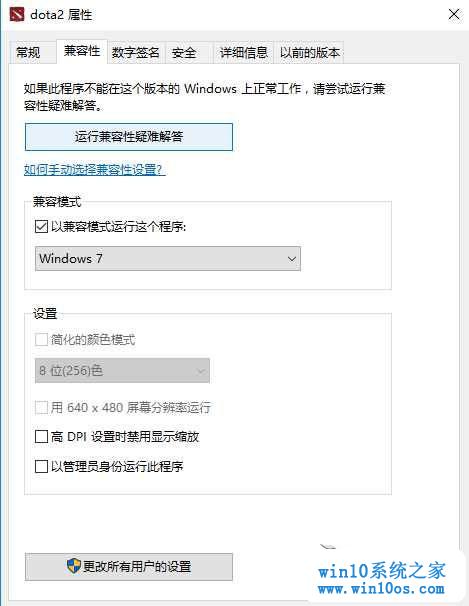 dota2 属性
常规 兼容性 数字签名 安全 详细信息 以前的版本
如果此程序不能在这个版本的 Windows 上正常工作，请尝试运行兼
容性疑难解答。
运行兼容性疑难解答
如何手动选择兼容性设置?
兼容模式
以兼容模式运行这个程序:
Windows 7
设置
简化的颜色模式
8 位(256)色
用 640 x 480 屏幕分辨率运行
高 DPI 设置时禁用显示缩放
以管理员身份运行此程序
更改所有用户的设置
win10系统之家
www.win10os.com